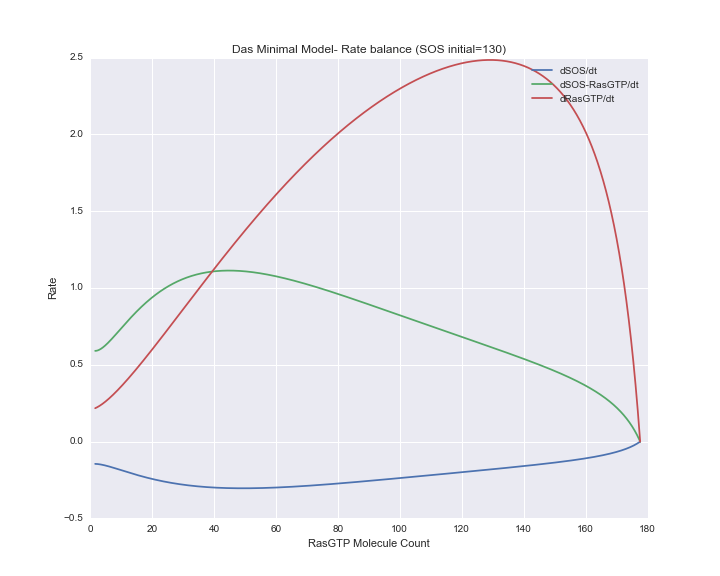 Das Minimal Model- Rate balance (SOS initial=130)
dSOS/dt
dSOS-RasGTP/dt
dRasGTP/dt
2.5
2.0
1.5
1.0
0.5
0.0
−0.5
Rate
0 20 40 60 80 100 120 140 160 180
RasGTP Molecule Count